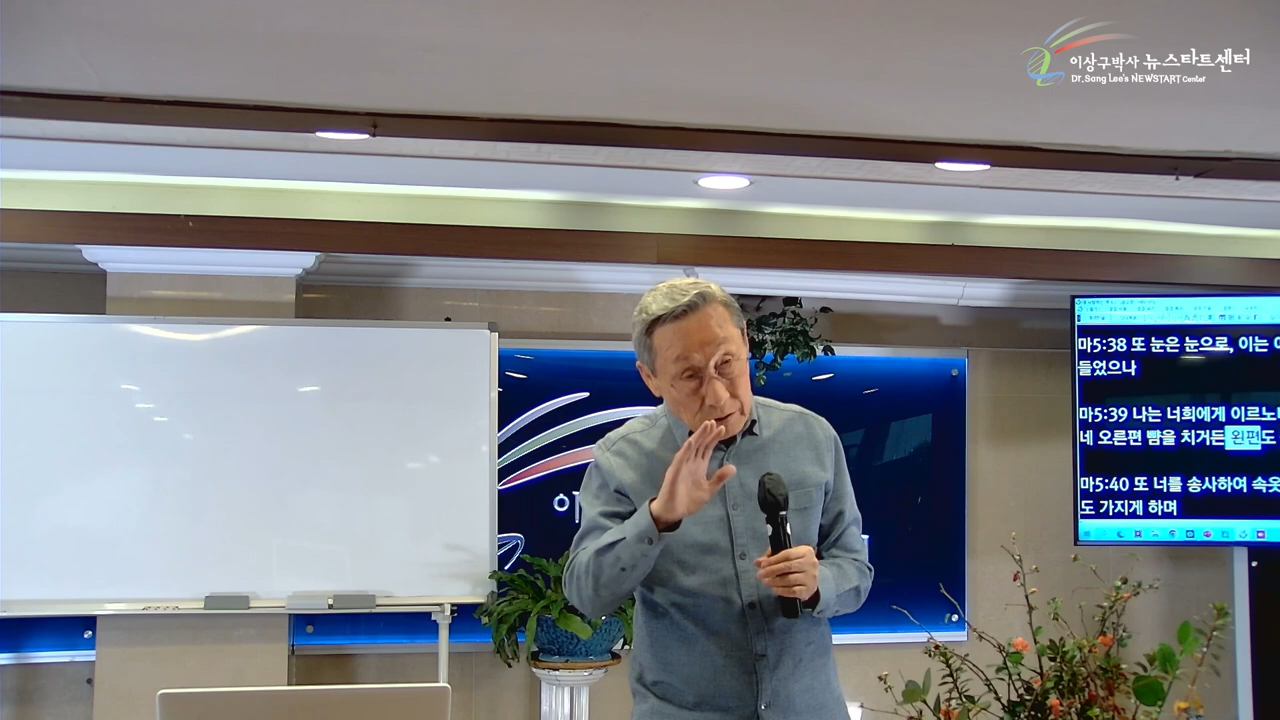 이상구박사 뉴스타트센터
Dr. Sang Lee's NEWSTART Center
마5:38 또 눈은 눈으로, 이는
들었으나
마5:39 나는 너희에게 이르노
네 오른편 뺨을 치거든 왼편도
마5:40 또 너를 송사하여 속옷
도 가지게 하며